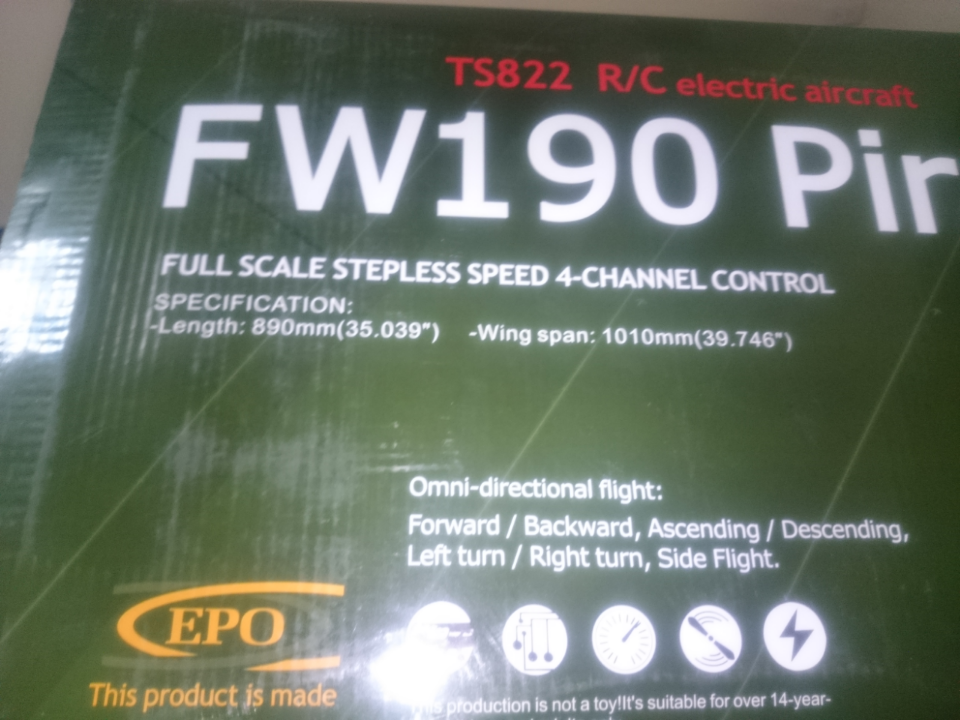 TS822 R/C electric aircraft
FW190 Pir
FULL SCALE STEPLESS SPEED 4-CHANNEL CONTROL
SPECIFICATION:
-Length: 890mm(35.039") -Wing span: 1010mm(39.746")
Omni-directional flight:
Forward / Backward, Ascending / Descending,
Left turn / Right turn, Side Flight.
EPO
This product is made
This production is not a toy!It's suitable for over 14-year-